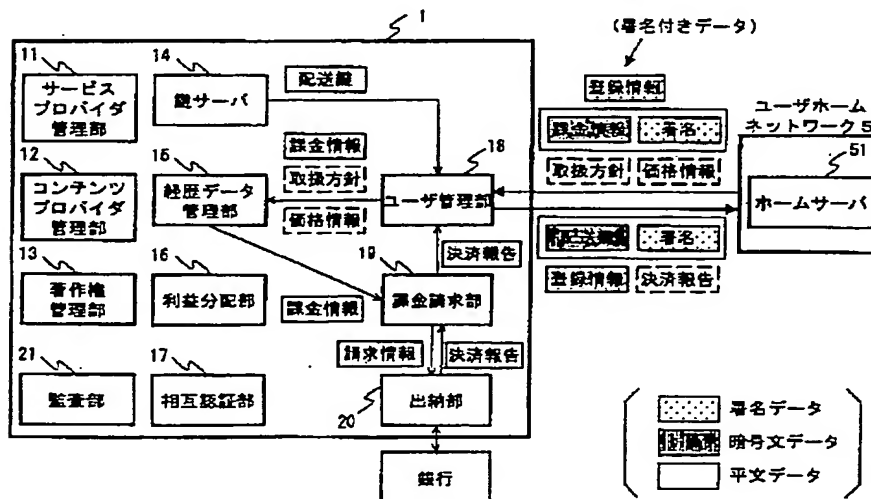 1
(署名付きデータ)
11
サービス
プロバイダ
管理部
14
鍵サーバ
配送鍵
登録情報
課金情報
署名
取扱方針
価格情報
ユーザホーム
ネットワーク5
51
ホームサーバ
12
コンテンツ
プロバイダ
管理部
15
経歴データ
管理部
課金情報
取扱方針
価格情報
18
ユーザ管理部
配送鍵
署名
登録情報
決済報告
13
著作権
管理部
16
利益分配部
課金情報
19
課金請求部
決済報告
請求情報
決済報告
21
監査部
17
相互認証部
20
出納部
銀行
署名データ
暗号文データ
平文データ